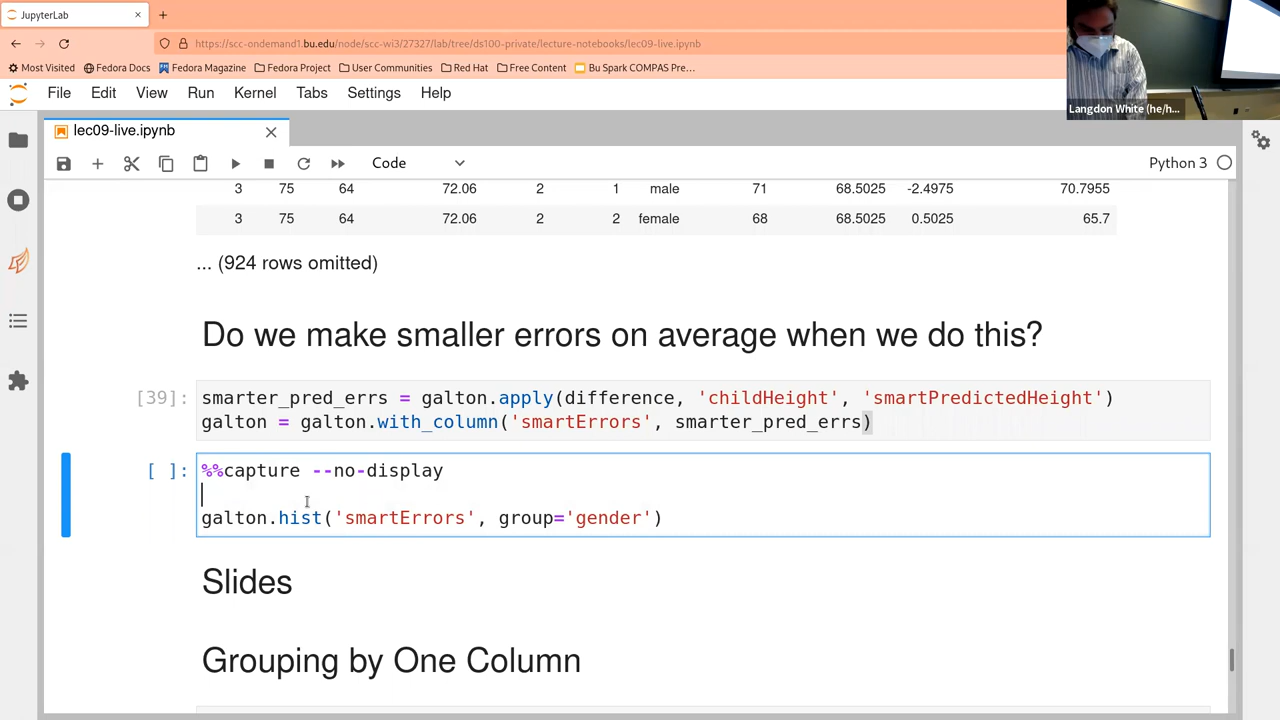 JupyterLab
https://scc-ondemand1.bu.edu/node/scc-wi3/27327/lab/tree/ds100-private/lecture-notebooks/lec09-live.ipynb
Most Visited Fedora Docs Fedora Magazine Fedora Project User Communities Red Hat Free Content Bu Spark COMPAS Pre...
Langdon White (he/h...
File Edit View Run Kernel Tabs Settings Help
lec09-live.ipynb
Code Python 3
3 75 64 72.06 2 1 male 71 68.5025 -2.4975 70.7955
3 75 64 72.06 2 2 female 68 68.5025 0.5025 65.7
... (924 rows omitted)
Do we make smaller errors on average when we do this?
[39]: smarter_pred_errs = galton.apply(difference, 'childHeight', 'smartPredictedHeight')
galton = galton.with_column('smartErrors', smarter_pred_errs)
[ ]: %%capture --no-display
galton.hist('smartErrors', group='gender')
Slides
Grouping by One Column